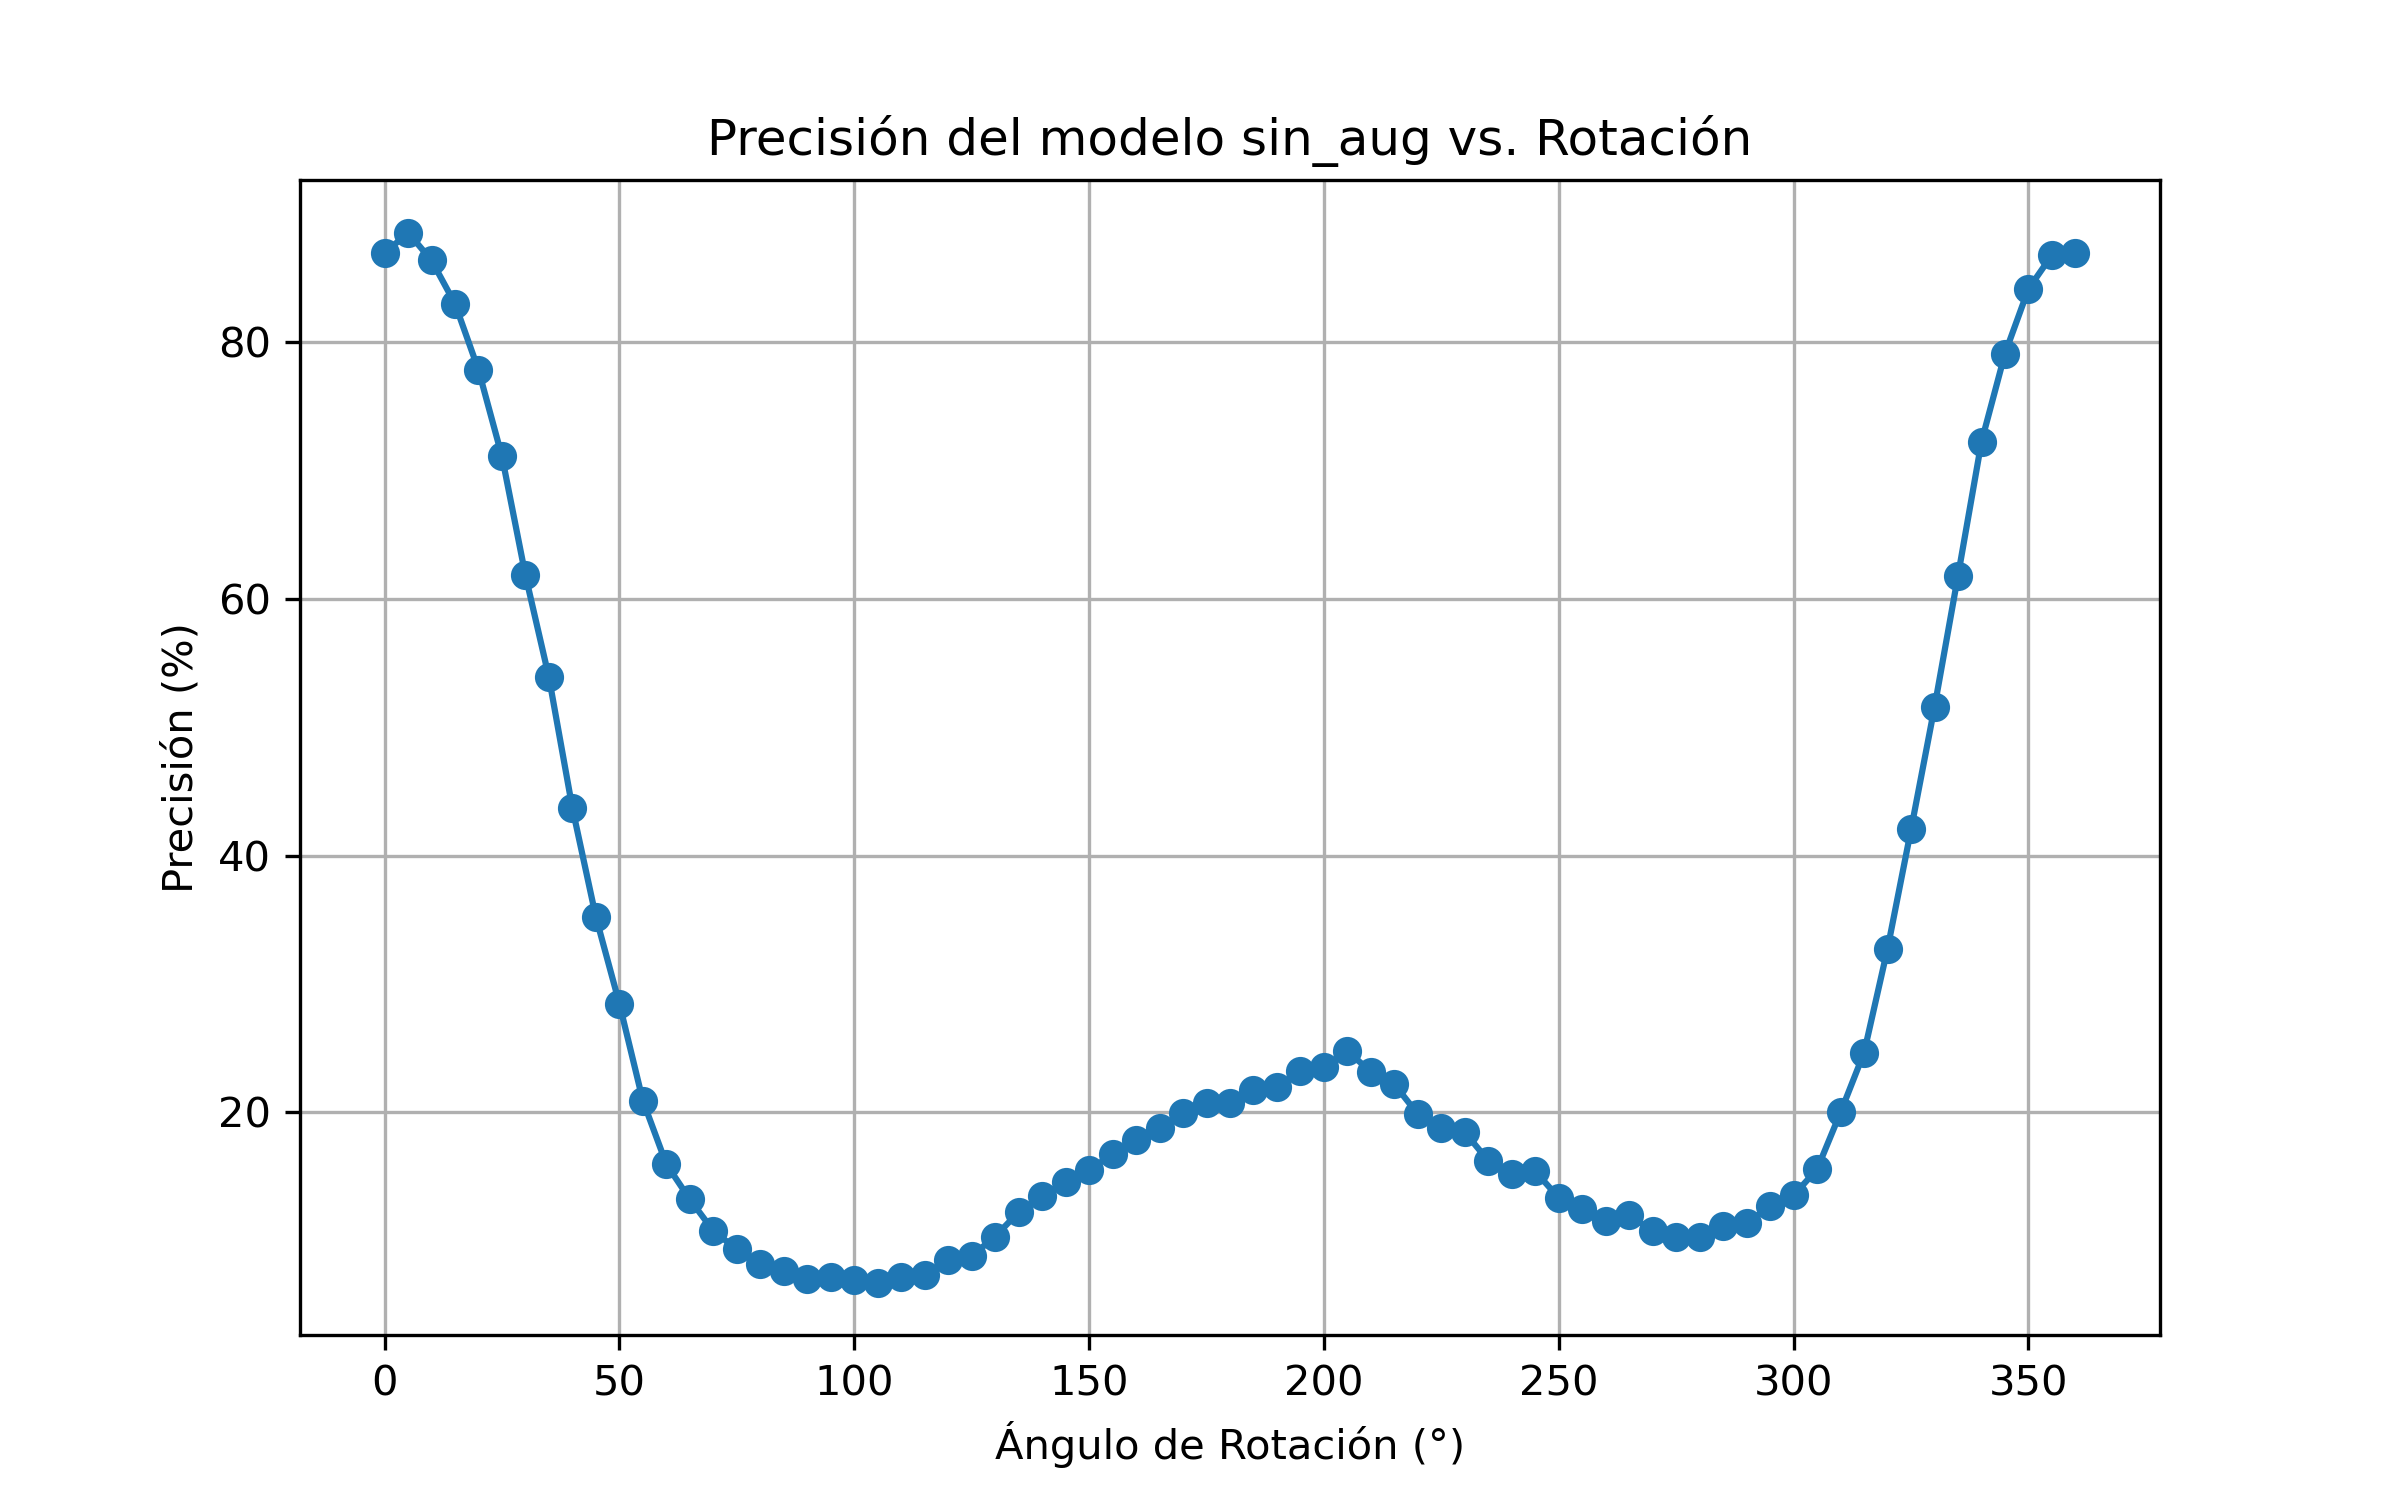 Precisión del modelo sin_aug vs. Rotación
Precisión (%)
80
60
40
20
0 50 100 150 200 250 300 350
Ángulo de Rotación (°)